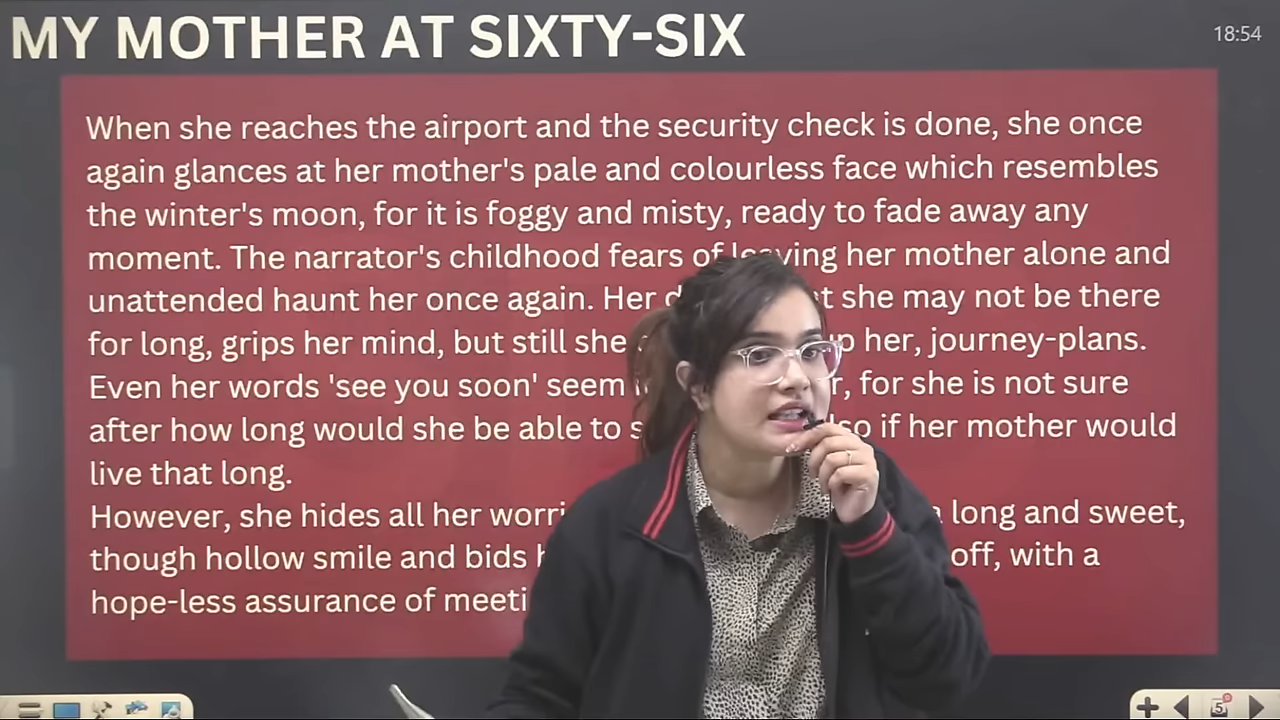 MY MOTHER AT SIXTY-SIX
18:54
When she reaches the airport and the security check is done, she once
again glances at her mother's pale and colourless face which resembles
the winter's moon, for it is foggy and misty, ready to fade away any
moment. The narrator's childhood fears of leaving her mother alone and
unattended haunt her once again. Her she may not be there
for long, grips her mind, but still she her, journey-plans.
Even her words 'see you soon' seem for she is not sure
after how long would she be able to if her mother would
live that long.
However, she hides all her long and sweet,
though hollow smile and bids off, with a
hope-less assurance of
5